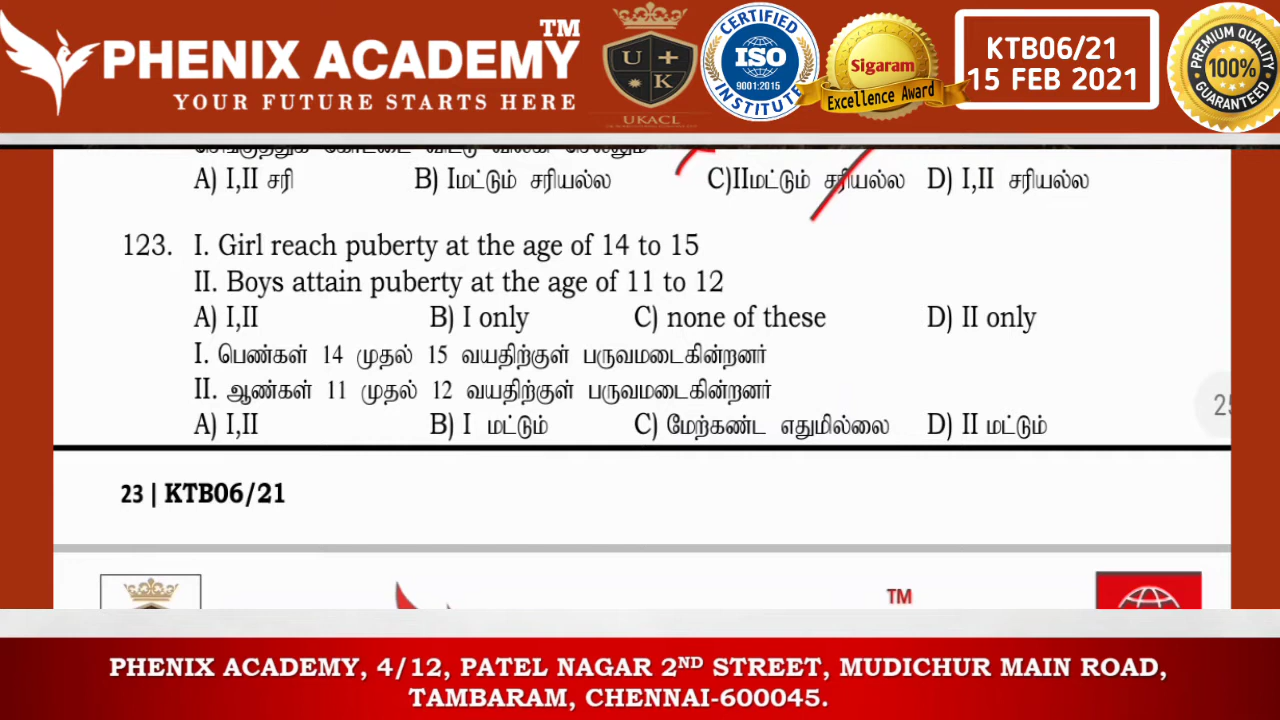 TM
PHENIX ACADEMY
YOUR FUTURE STARTS HERE
U + K
UKACL
CERTIFIED
ISO
9001:2015
INSTITUTE
Sigaram
Excellence Award
KTB06/21
15 FEB 2021
PREMIUM QUALITY
100%
GUARANTEED
A) I,II சரி B) Iமட்டும் சரியல்ல C)IIமட்டும் சரியல்ல D) I,II சரியல்ல
123. I. Girl reach puberty at the age of 14 to 15
II. Boys attain puberty at the age of 11 to 12
A) I,II B) I only C) none of these D) II only
I. பெண்கள் 14 முதல் 15 வயதிற்குள் பருவமடைகின்றனர்
II. ஆண்கள் 11 முதல் 12 வயதிற்குள் பருவமடைகின்றனர்
A) I,II B) I மட்டும் C) மேற்கண்ட எதுமில்லை D) II மட்டும்
23 | KTB06/21
TM
PHENIX ACADEMY, 4/12, PATEL NAGAR 2ND STREET, MUDICHUR MAIN ROAD,
TAMBARAM, CHENNAI-600045.